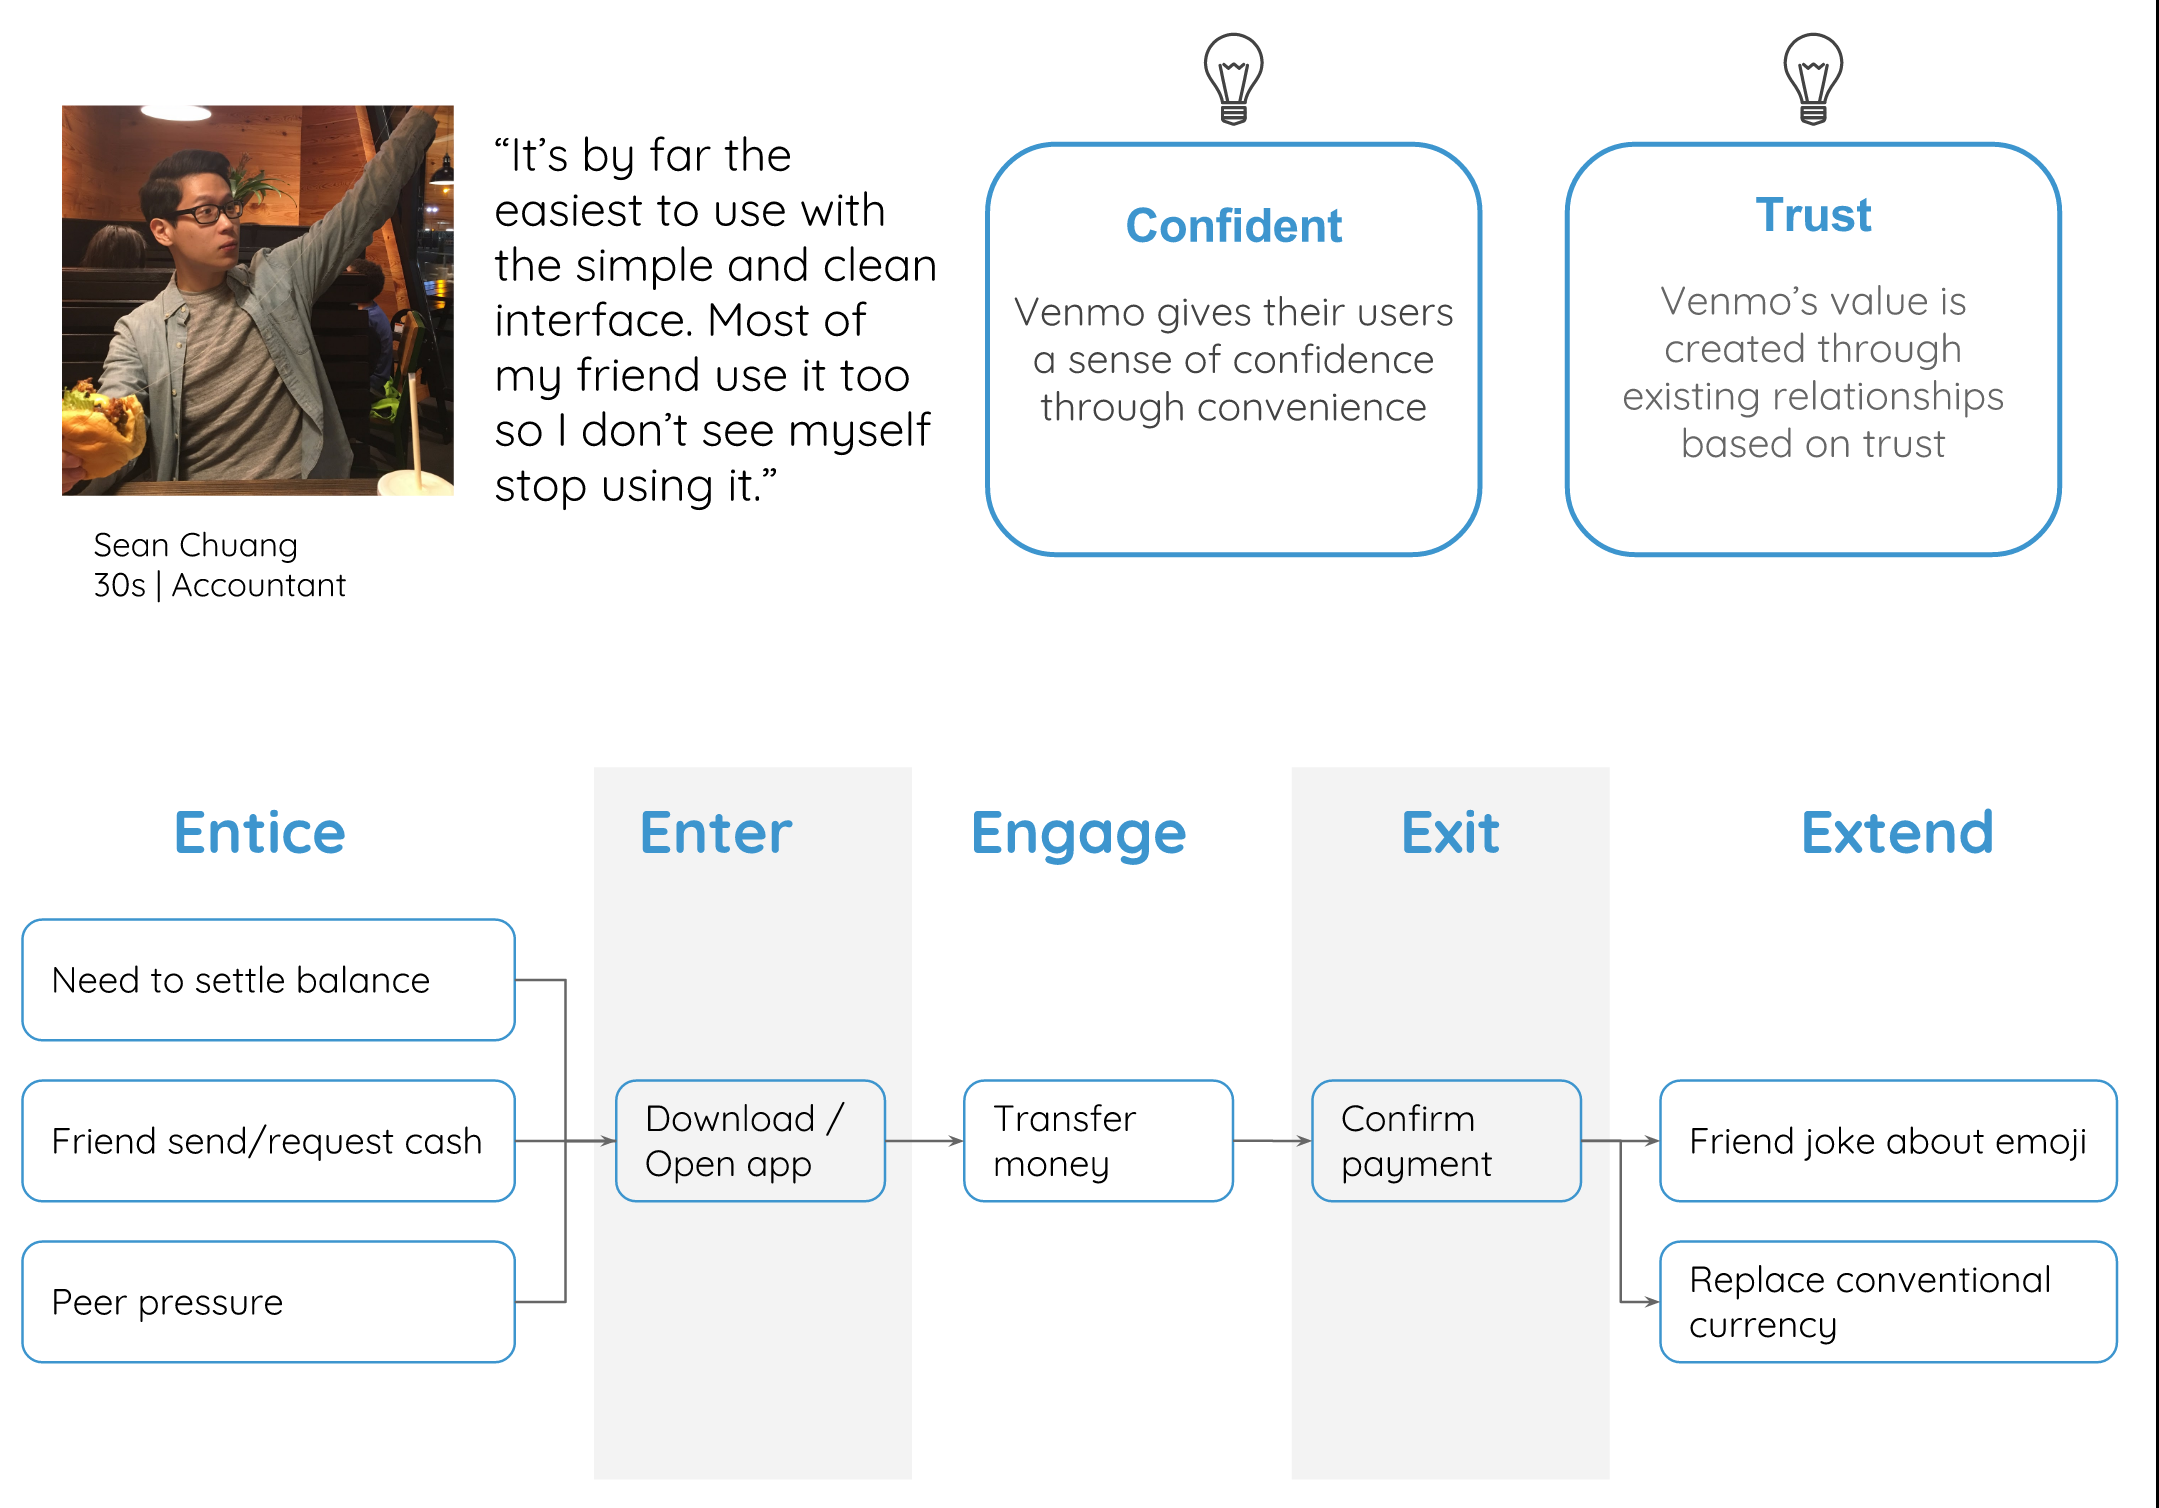 “It’s by far the
easiest to use with
the simple and clean
interface. Most of
my friend use it too
so I don’t see myself
stop using it.”
Sean Chuang
30s | Accountant
Confident
Venmo gives their users
a sense of confidence
through convenience
Trust
Venmo’s value is
created through
existing relationships
based on trust
Entice
Enter
Engage
Exit
Extend
Need to settle balance
Friend send/request cash
Peer pressure
Download /
Open app
Transfer
money
Confirm
payment
Friend joke about emoji
Replace conventional
currency